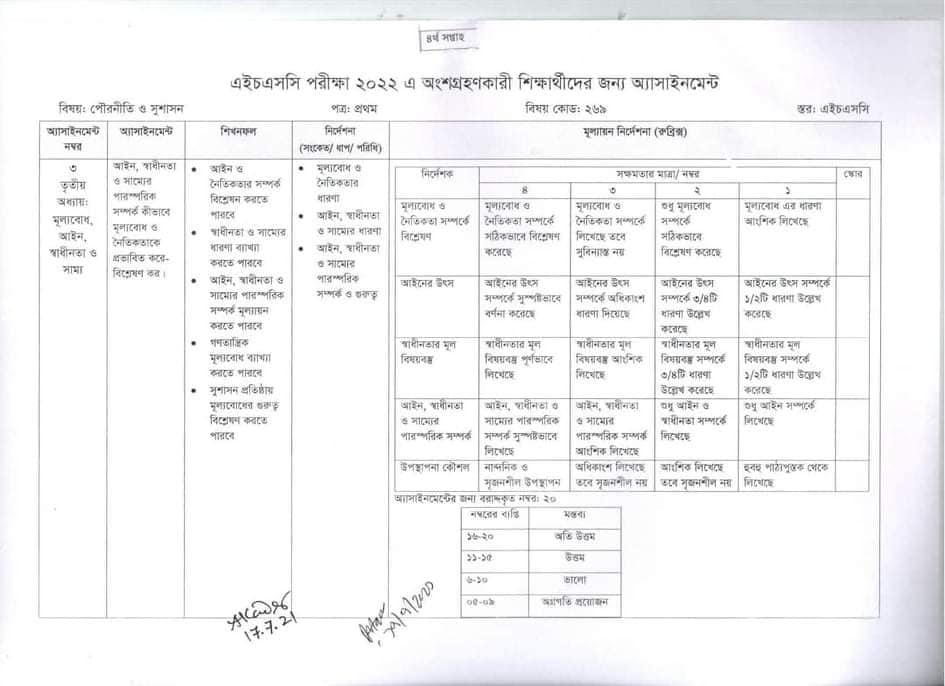 ৪র্থ সপ্তাহ
এইচএসসি পরীক্ষা ২০২২ এ অংশগ্রহণকারী শিক্ষার্থীদের জন্য অ্যাসাইনমেন্ট
বিষয়: পৌরনীতি ও সুশাসন পত্র: প্রথম বিষয় কোড: ২৬৯ স্তর: এইচএসসি
অ্যাসাইনমেন্ট
নম্বর
অ্যাসাইনমেন্ট
শিখনফল
নির্দেশনা
(সংকেত/ ধাপ/ পরিধি)
মূল্যায়ন নির্দেশনা (রুব্রিক্স)
৩
তৃতীয়
অধ্যায়:
মূল্যবোধ,
আইন,
স্বাধীনতা ও
সাম্য
আইন, স্বাধীনতা
ও সাম্যের
পারস্পরিক
সম্পর্ক কীভাবে
মূল্যবোধ ও
নৈতিকতাকে
প্রভাবিত করে-
বিশ্লেষণ কর।
• আইন ও
নৈতিকতার সম্পর্ক
বিশ্লেষন করতে
পারবে
• স্বাধীনতা ও সাম্যের
ধারণা ব্যাখ্যা
করতে পারবে
• আইন, স্বাধীনতা ও
সাম্যের পারস্পরিক
সম্পর্ক মূল্যায়ন
করতে পারবে
• গণতান্ত্রিক
মূল্যবোধ ব্যাখ্যা
করতে পারবে
• সুশাসন প্রতিষ্ঠায়
মূল্যবোধের গুরুত্ব
বিশ্লেষন করতে
পারবে
• মূল্যবোধ ও
নৈতিকতার
ধারণা
• আইন, স্বাধীনতা
ও সাম্যের ধারণা
• আইন, স্বাধীনতা
ও সাম্যের
পারস্পরিক
সম্পর্ক ও গুরুত্ব
নির্দেশক
সক্ষমতার মাত্রা/ নম্বর
স্কোর
৪ ৩ ২ ১
মূল্যবোধ ও
নৈতিকতা সম্পর্কে
বিশ্লেষণ
মূল্যবোধ ও
নৈতিকতা সম্পর্কে
সঠিকভাবে বিশ্লেষণ
করেছে
মূল্যবোধ ও
নৈতিকতা সম্পর্কে
লিখেছে তবে
সুবিন্যাস্ত নয়
শুধু মূল্যবোধ
সম্পর্কে
সঠিকভাবে
বিশ্লেষণ করেছে
মূল্যবোধ এর ধারণা
আংশিক লিখেছে
আইনের উৎস
আইনের উৎস
সম্পর্কে সুস্পষ্টভাবে
বর্ণনা করেছে
আইনের উৎস
সম্পর্কে অধিকাংশ
ধারণা দিয়েছে
আইনের উৎস
সম্পর্কে ৩/৪টি
ধারণা উল্লেখ
করেছে
আইনের উৎস সম্পর্কে
১/২টি ধারণা উল্লেখ
করেছে
স্বাধীনতার মূল
বিষয়বস্তু
স্বাধীনতার মূল
বিষয়বস্তু পূর্ণভাবে
লিখেছে
স্বাধীনতার মূল
বিষয়বস্তু আংশিক
লিখেছে
স্বাধীনতার মূল
বিষয়বস্তু সম্পর্কে
৩/৪টি ধারণা
উল্লেখ করেছে
স্বাধীনতার মূল
বিষয়বস্তু সম্পর্কে
১/২টি ধারণা উল্লেখ
করেছে
আইন, স্বাধীনতা
ও সাম্যের
পারস্পরিক সম্পর্ক
আইন, স্বাধীনতা ও
সাম্যের পারস্পরিক
সম্পর্ক সুস্পষ্টভাবে
লিখেছে
আইন, স্বাধীনতা
ও সাম্যের
পারস্পরিক সম্পর্ক
আংশিক লিখেছে
শুধু আইন ও
স্বাধীনতা সম্পর্কে
লিখেছে
শুধু আইন সম্পর্কে
লিখেছে
উপস্থাপনা কৌশল
নান্দনিক ও
সৃজনশীল উপস্থাপন
অধিকাংশ লিখেছে
তবে সৃজনশীল নয়
আংশিক লিখেছে
তবে সৃজনশীল নয়
হুবহু পাঠ্যপুস্তক থেকে
লিখেছে
অ্যাসাইনমেন্টের জন্য বরাদ্দকৃত নম্বর: ২০
নম্বরের ব্যপ্তি মন্তব্য
১৬-২০ অতি উত্তম
১১-১৫ উত্তম
৬-১০ ভালো
০৫-০৯ অগ্রগতি প্রয়োজন
17.7.21